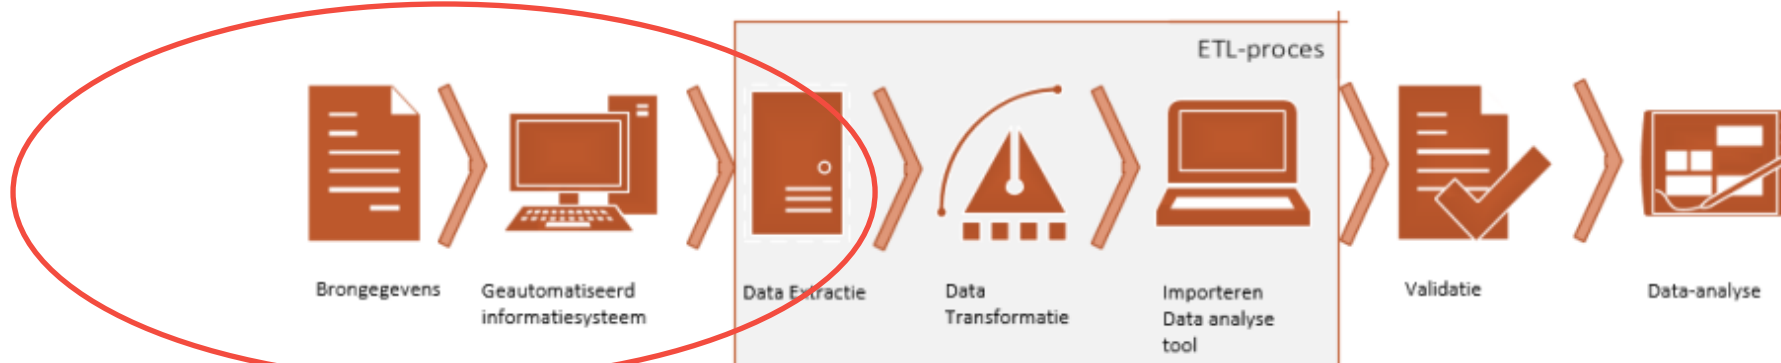 ETL-proces
Brongegevens
Geautomatiseerd
informatiesysteem
Data Extractie
Data
Transformatie
Importeren
Data analyse
tool
Validatie
Data-analyse